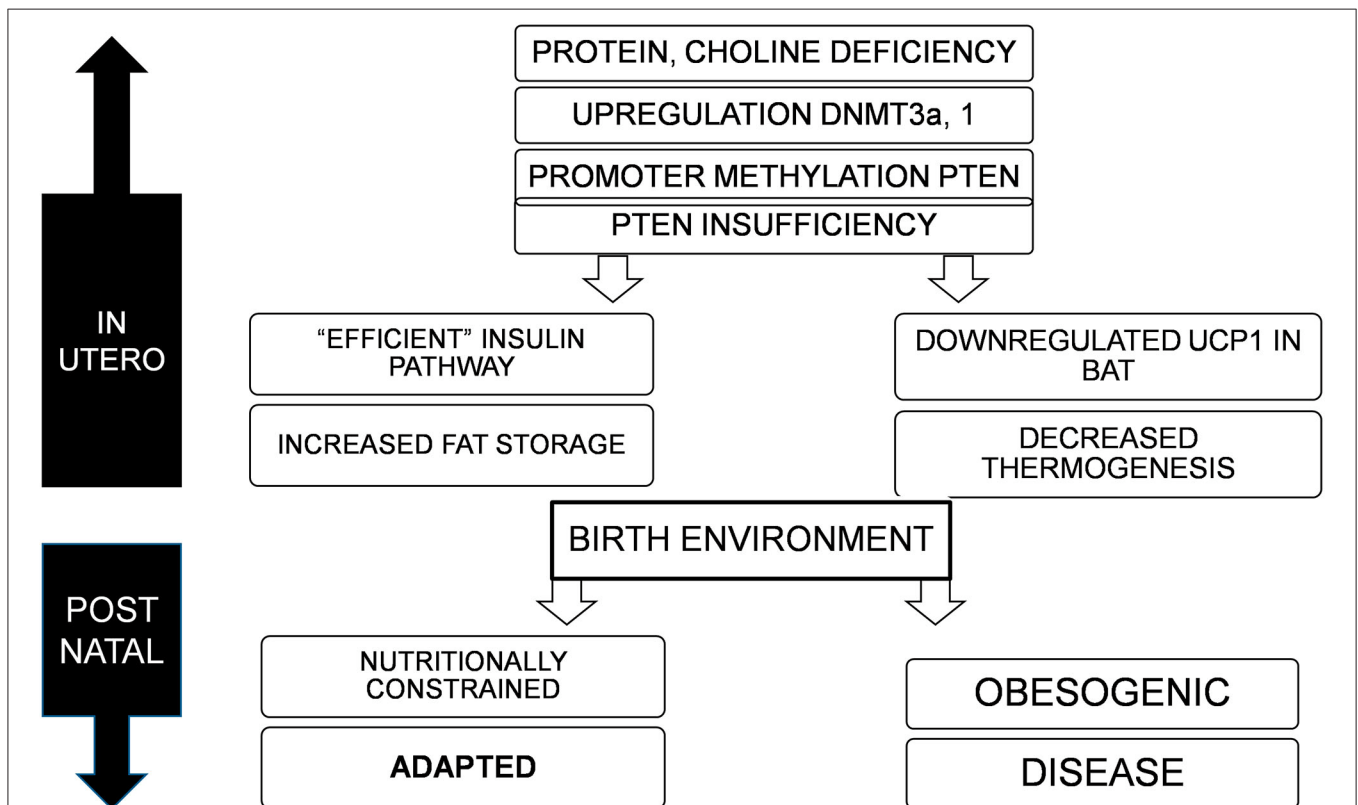 PROTEIN, CHOLINE DEFICIENCY
UPREGULATION DNMT3a, 1
PROMOTER METHYLATION PTEN
PTEN INSUFFICIENCY
IN
UTERO
“EFFICIENT” INSULIN
PATHWAY
DOWNREGULATED UCP1 IN
BAT
INCREASED FAT STORAGE
DECREASED
THERMOGENESIS
BIRTH ENVIRONMENT
POST
NATAL
NUTRITIONALLY
CONSTRAINED
OBESOGENIC
ADAPTED
DISEASE